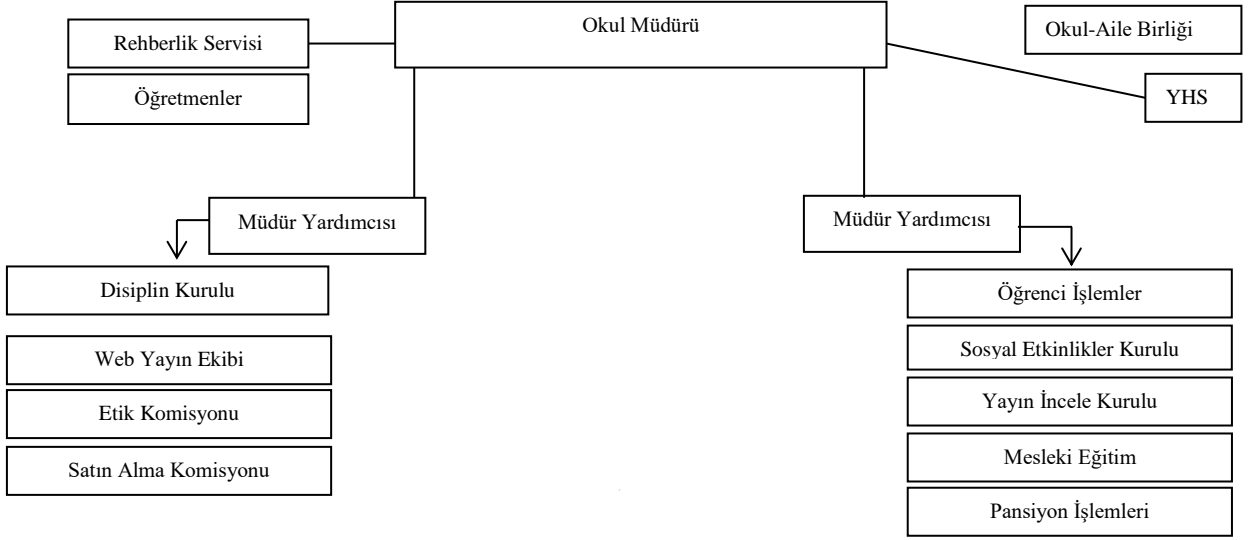 Okul Müdürü
Rehberlik Servisi
Öğretmenler
Okul-Aile Birliği
YHS
Müdür Yardımcısı
Müdür Yardımcısı
Disiplin Kurulu
Web Yayın Ekibi
Etik Komisyonu
Satın Alma Komisyonu
Öğrenci İşlemler
Sosyal Etkinlikler Kurulu
Yayın İncele Kurulu
Mesleki Eğitim
Pansiyon İşlemleri